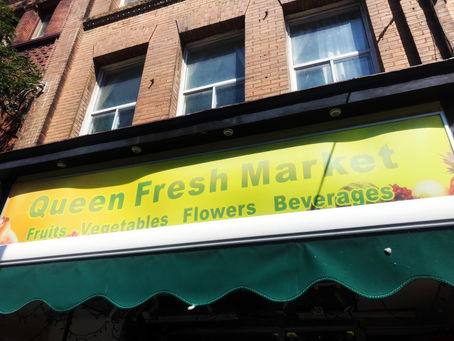 Queen Fresh Market
Fruits Vegetables Flowers Beverages